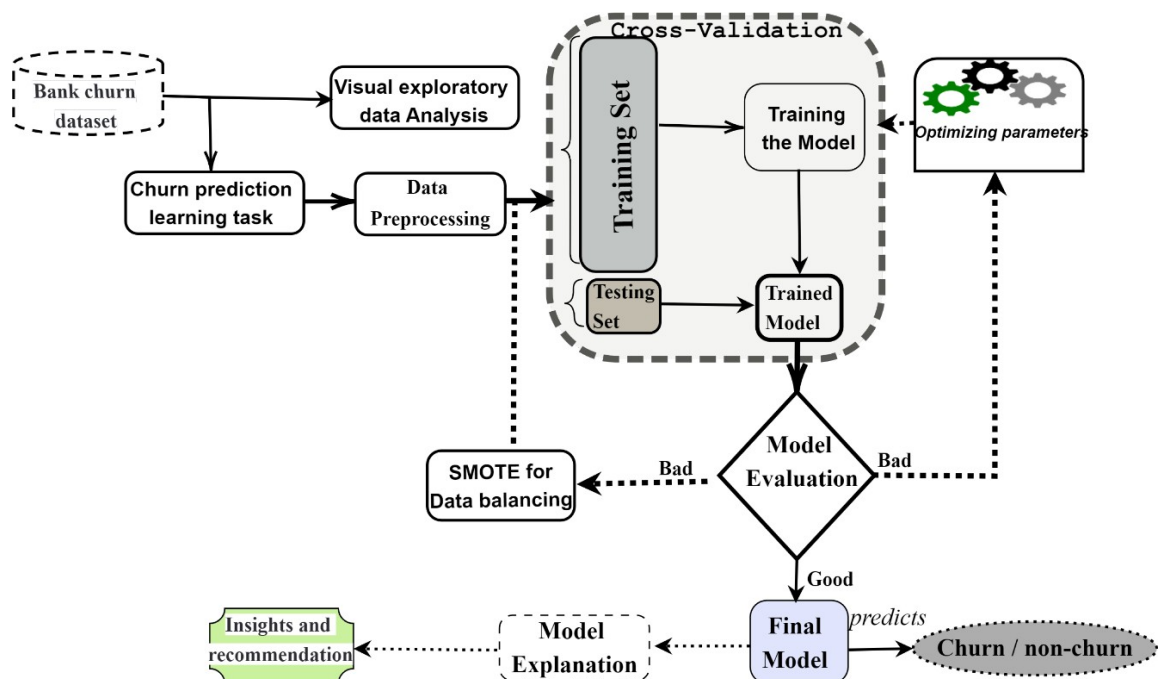 Cross-Validation
Bank churn
dataset
Visual exploratory
data Analysis
Training Set
Training
the Model
Optimizing parameters
Churn prediction
learning task
Data
Preprocessing
Testing
Set
Trained
Model
Model
Evaluation
Bad
Bad
SMOTE for
Data balancing
Good
Insights and
recommendation
Model
Explanation
Final
Model
predicts
Churn / non-churn